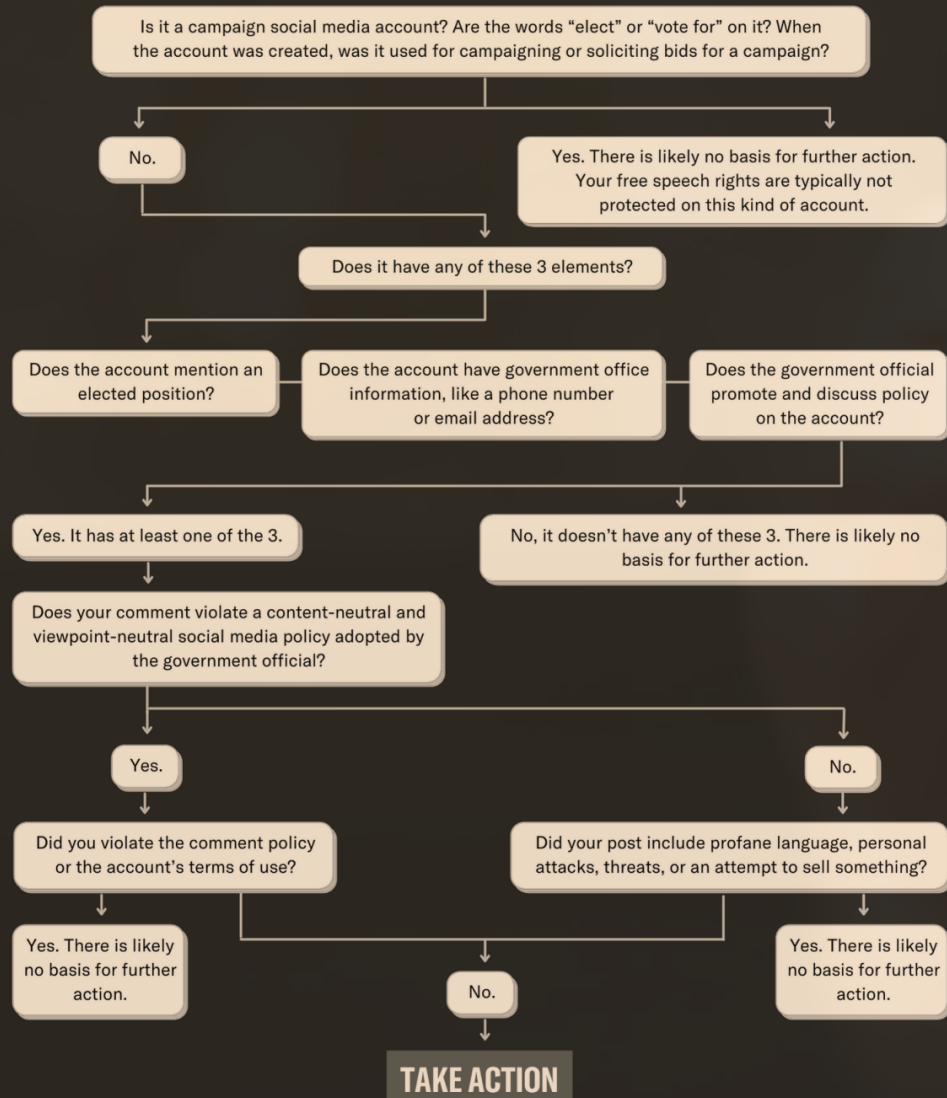 Is it a campaign social media account? Are the words “elect” or “vote for” on it? When
the account was created, was it used for campaigning or soliciting bids for a campaign?
No.
Yes. There is likely no basis for further action.
Your free speech rights are typically not
protected on this kind of account.
Does it have any of these 3 elements?
Does the account mention an
elected position?
Does the account have government office
information, like a phone number
or email address?
Does the government official
promote and discuss policy
on the account?
Yes. It has at least one of the 3.
No, it doesn’t have any of these 3. There is likely no
basis for further action.
Does your comment violate a content-neutral and
viewpoint-neutral social media policy adopted by
the government official?
Yes.
No.
Did you violate the comment policy
or the account’s terms of use?
Did your post include profane language, personal
attacks, threats, or an attempt to sell something?
Yes. There is likely
no basis for further
action.
No.
Yes. There is likely
no basis for further
action.
TAKE ACTION